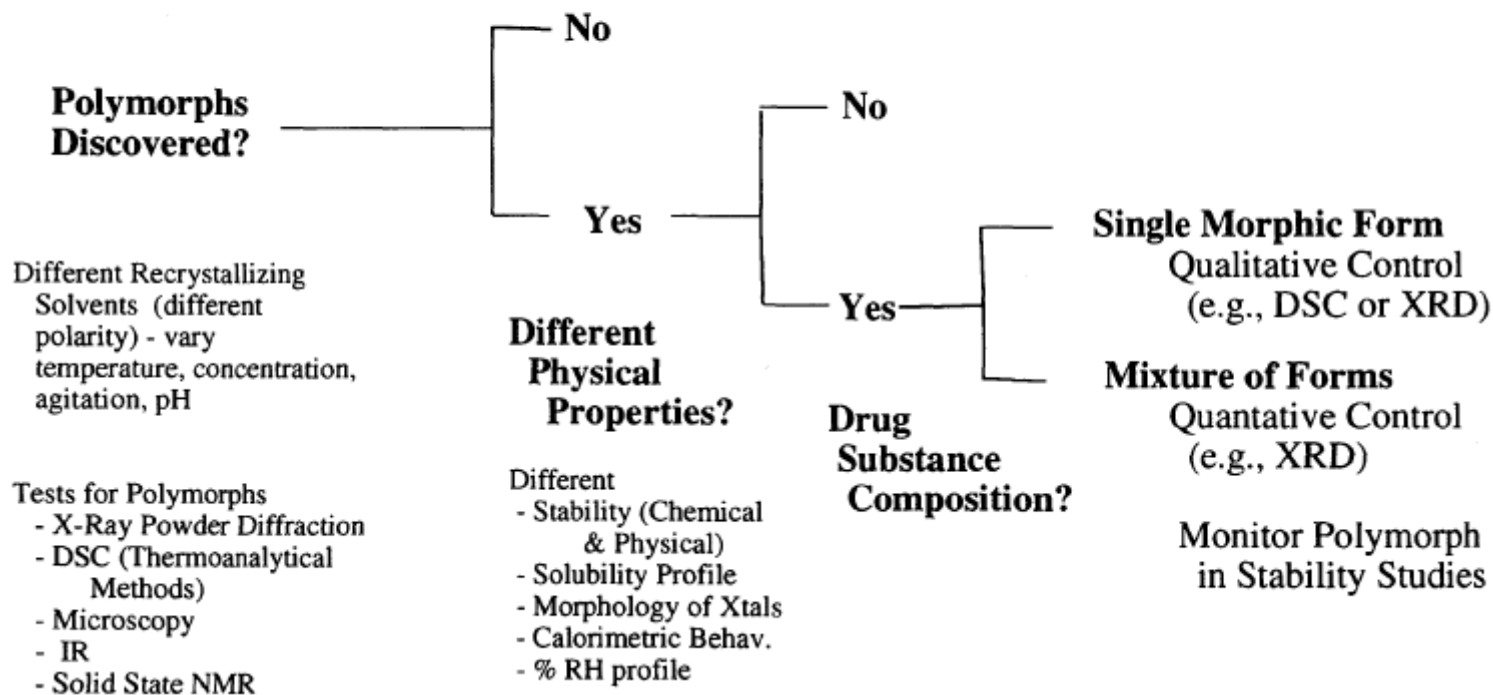 No
Polymorphs
Discovered?
No
Yes
Different Recrystallizing
Solvents (different
polarity) - vary
temperature, concentration,
agitation, pH
Tests for Polymorphs
- X-Ray Powder Diffraction
- DSC (Thermoanalytical
Methods)
- Microscopy
- IR
- Solid State NMR
Different
Physical
Properties?
Different
- Stability (Chemical
& Physical)
- Solubility Profile
- Morphology of Xtals
- Calorimetric Behav.
- % RH profile
Yes
Drug
Substance
Composition?
Single Morphic Form
Qualitative Control
(e.g., DSC or XRD)
Mixture of Forms
Quantative Control
(e.g., XRD)
Monitor Polymorph
in Stability Studies